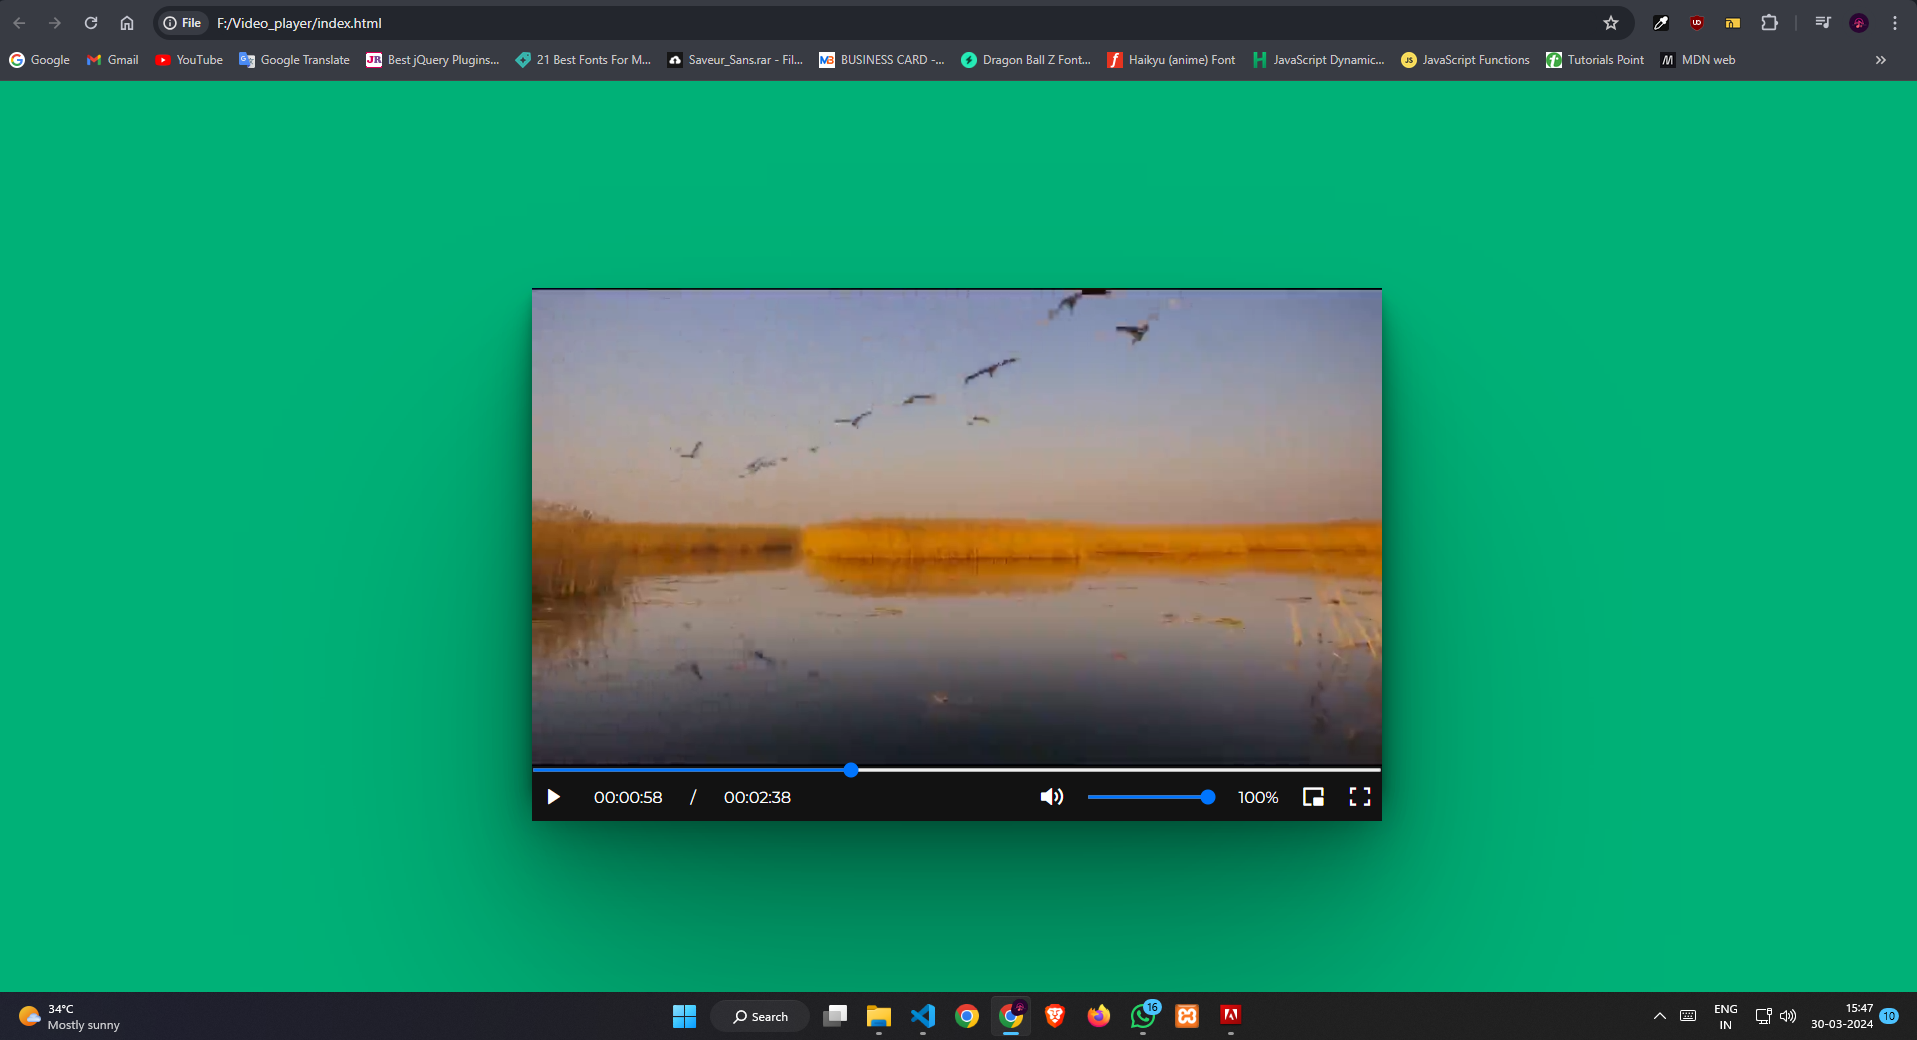 File F:/Video_player/index.html
Google Gmail YouTube Google Translate Best jQuery Plugins... 21 Best Fonts For M... Saveur_Sans.rar - Fil... BUSINESS CARD -... Dragon Ball Z Font... Haikyu (anime) Font JavaScript Dynamic... JavaScript Functions Tutorials Point MDN web
00:00:58 / 00:02:38 100%
34°C
Mostly sunny
Search
16
ENG
IN
15:47
30-03-2024
10